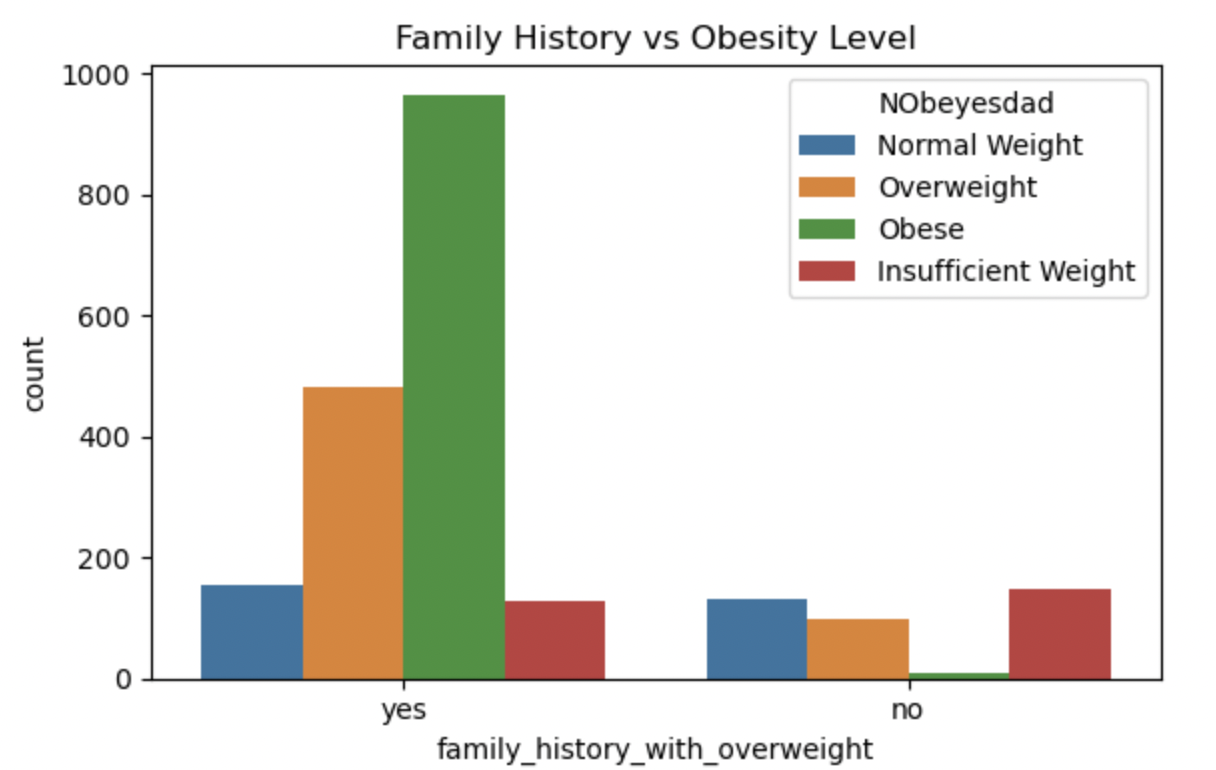 Family History vs Obesity Level
1000
800
600
400
200
0
count
NObeyesdad
Normal Weight
Overweight
Obese
Insufficient Weight
yes
no
family_history_with_overweight